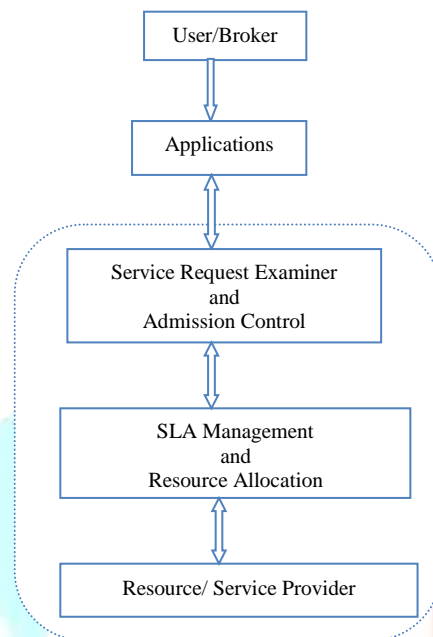 User/Broker
Applications
Service Request Examiner
and
Admission Control
SLA Management
and
Resource Allocation
Resource/ Service Provider